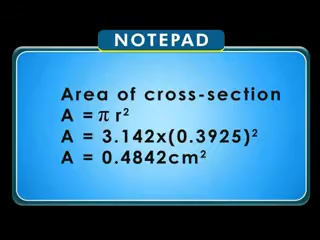 NOTEPAD
Area of cross-section
A = π r²
A = 3.142x(0.3925)²
A = 0.4842cm²